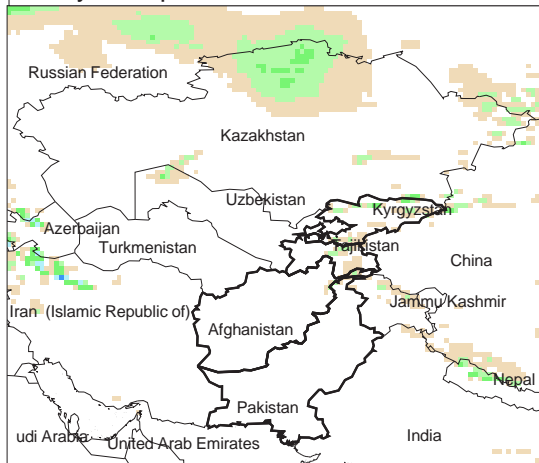 Russian Federation
Kazakhstan
Uzbekistan
Kyrgyzstan
Azerbaijan
Turkmenistan
Tajikistan
China
Iran (Islamic Republic of)
Jammu Kashmir
Afghanistan
Nepal
Pakistan
udi Arabia
United Arab Emirates
India